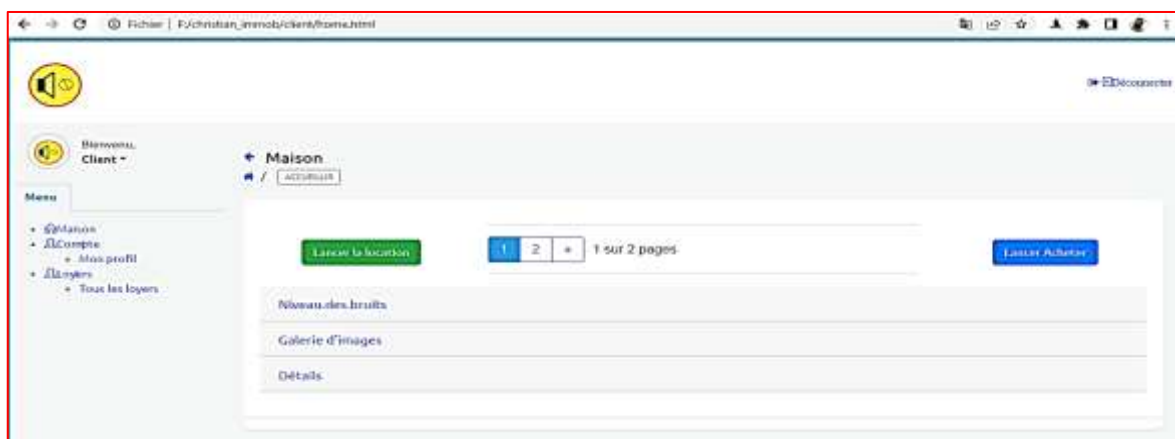 Fichier | F:/christian_immob/client/home.html
Déconnecter
Bienvenu,
Client
Maison
/ ACCUEILLIR
Menu
Maison
Compte
Mon profil
Loyers
Tous les loyers
Lancer la location
1 2 » 1 sur 2 pages
Lancer Acheter
Niveau des bruits
Galerie d'images
Détails